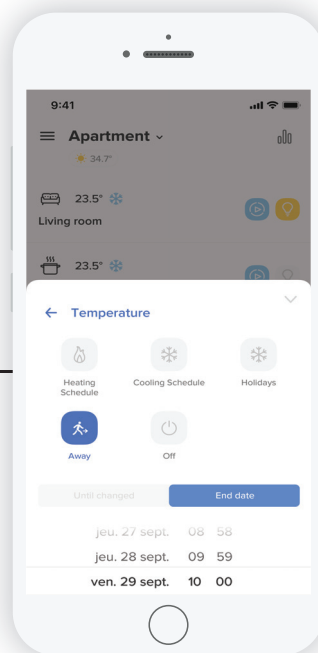 9:41
Apartment
34.7°
23.5°
Living room
23.5°
Temperature
Heating Schedule
Cooling Schedule
Holidays
Away
Off
Until changed
End date
jeu. 27 sept. 08 58
jeu. 28 sept. 09 59
ven. 29 sept. 10 00